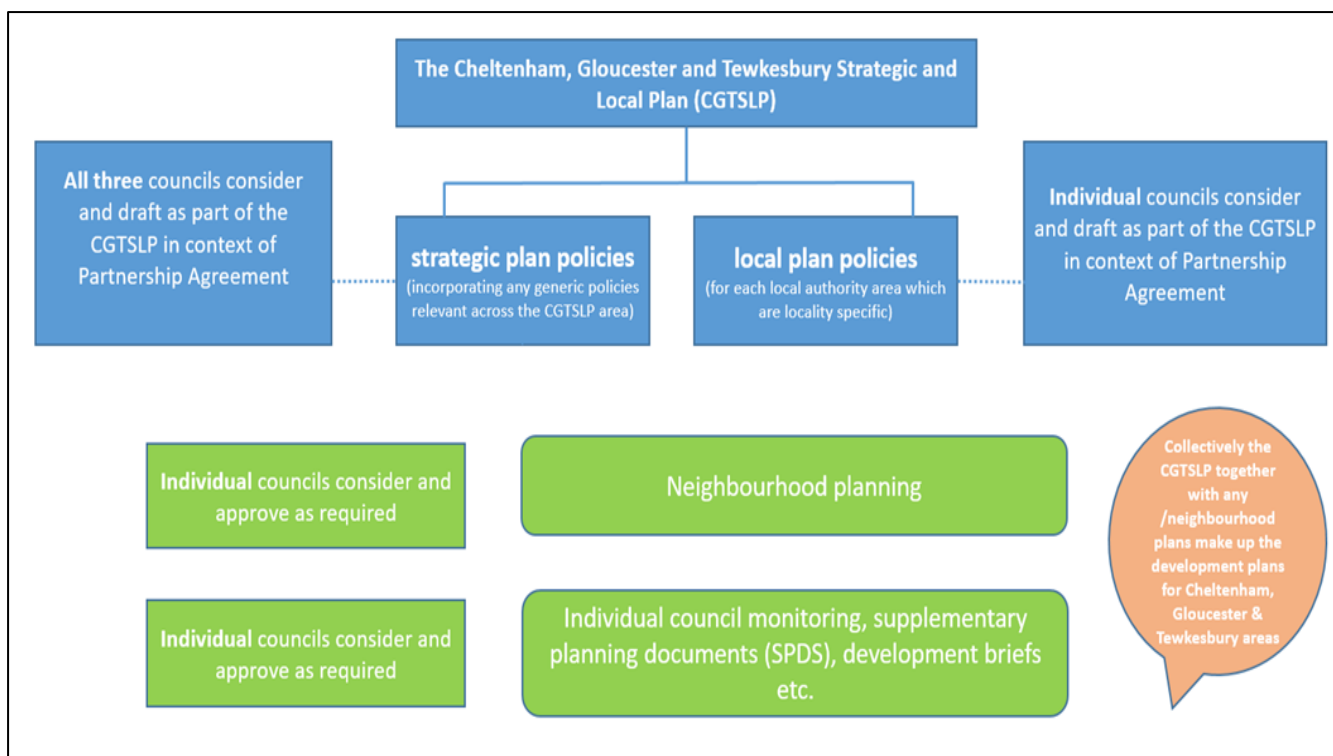 The Cheltenham, Gloucester and Tewkesbury Strategic and
Local Plan (CGTSLP)
All three councils consider
and draft as part of the
CGTSLP in context of
Partnership Agreement
strategic plan policies
(incorporating any generic policies
relevant across the CGTSLP area)
local plan policies
(for each local authority area which
are locality specific)
Individual councils consider
and draft as part of the CGTSLP
in context of Partnership
Agreement
Individual councils consider and
approve as required
Neighbourhood planning
Collectively the
CGTSLP together
with any
/neighbourhood
plans make up the
development plans
for Cheltenham,
Gloucester &
Tewkesbury areas
Individual councils consider and
approve as required
Individual council monitoring, supplementary
planning documents (SPDS), development briefs
etc.